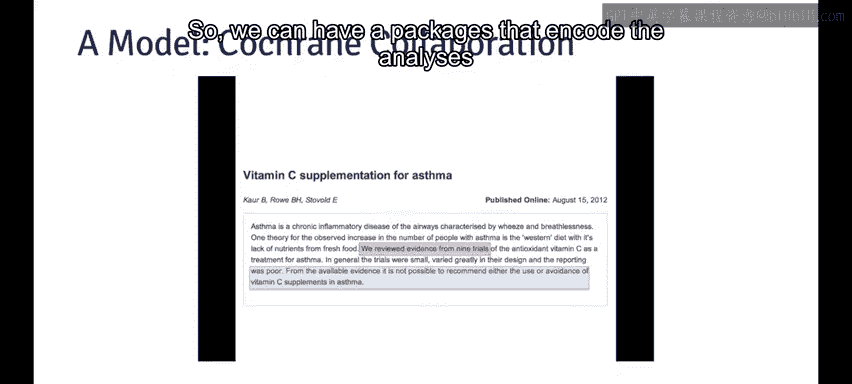 So, we can have a packages that encode the
analyses
A Model: Cochrane Collaboration
Vitamin C supplementation for asthma
Kaur B, Rowe BH, Stovold E
Published Online: August 15, 2012
Asthma is a chronic inflammatory disease of the airways characterised by wheeze and breathlessness.
One theory for the observed increase in the number of people with asthma is the 'western' diet with it's
lack of nutrients from fresh food. We reviewed evidence from nine trials of the antioxidant vitamin C as a
treatment for asthma. In general the trials were small, varied greatly in their design and the reporting
was poor. From the available evidence it is not possible to recommend either the use or avoidance of
vitamin C supplements in asthma.